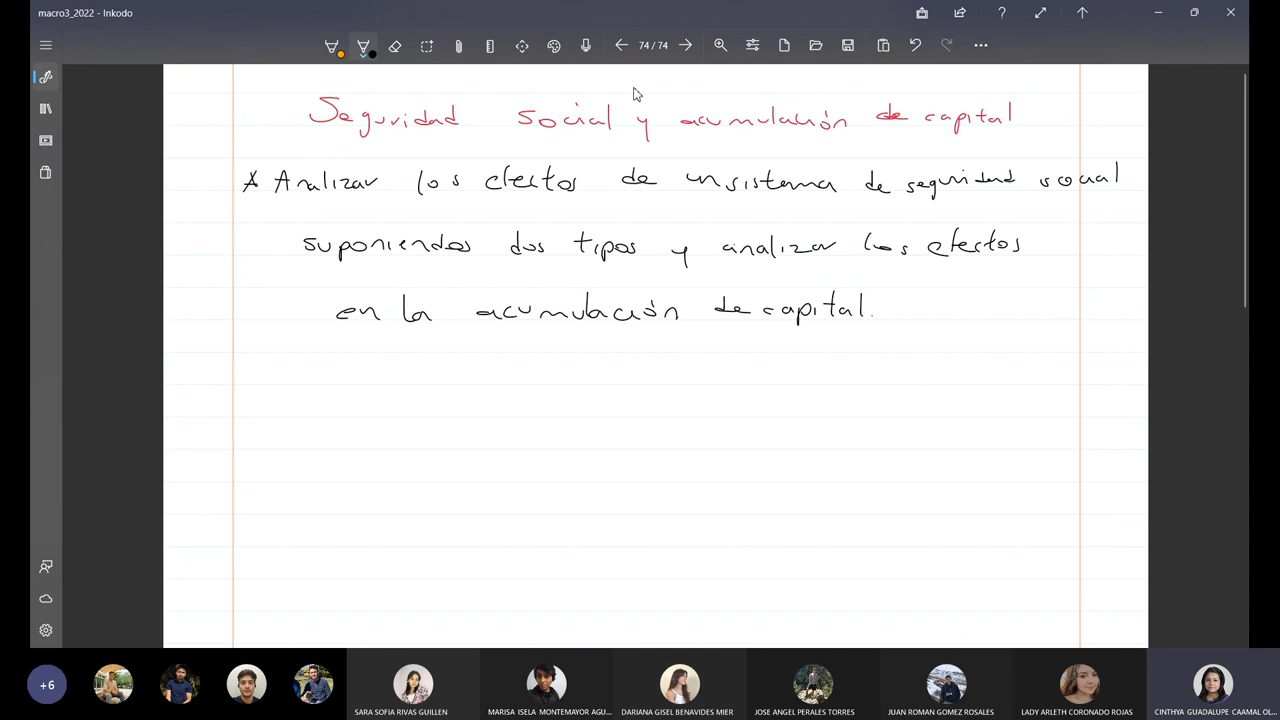 macro3_2022 - Inkodo
74 / 74
Seguridad social y acumulación de capital
* Analizar los efectos de un sistema de seguridad social
suponiendos dos tipos y analizar los efectos
en la acumulación de capital.
+6
SARA SOFIA RIVAS GUILLEN
MARISA ISELA MONTEMAYOR AGU...
DARIANA GISEL BENAVIDES MIER
JOSE ANGEL PERALES TORRES
JUAN ROMAN GOMEZ ROSALES
LADY ARLETH CORONADO ROJAS
CINTHYA GUADALUPE CAAMAL OL...